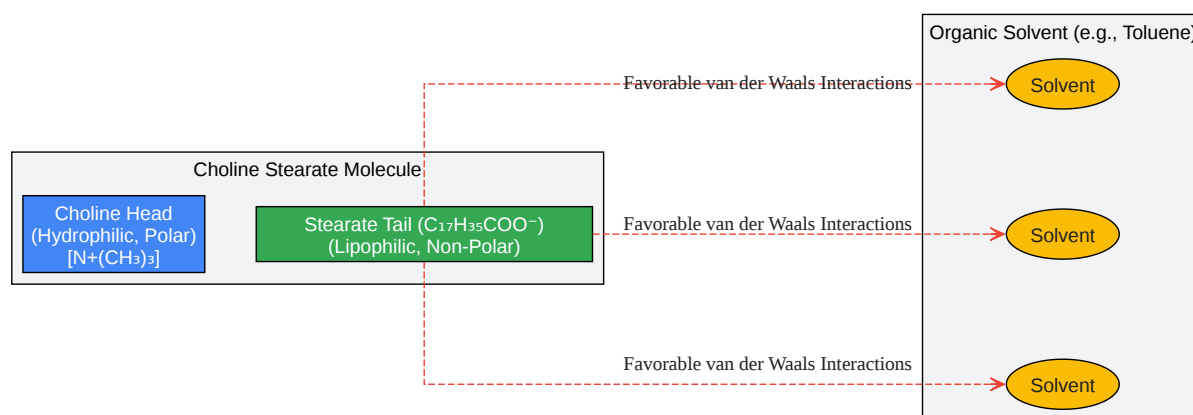 Organic Solvent (e.g., Toluene)
Favorable van der Waals Interactions
Solvent
Choline Stearate Molecule
Choline Head
(Hydrophilic, Polar)
[N+(CH₃)₃]
Stearate Tail (C₁₇H₃₅COO⁻)
(Lipophilic, Non-Polar)
Favorable van der Waals Interactions
Solvent
Favorable van der Waals Interactions
Solvent